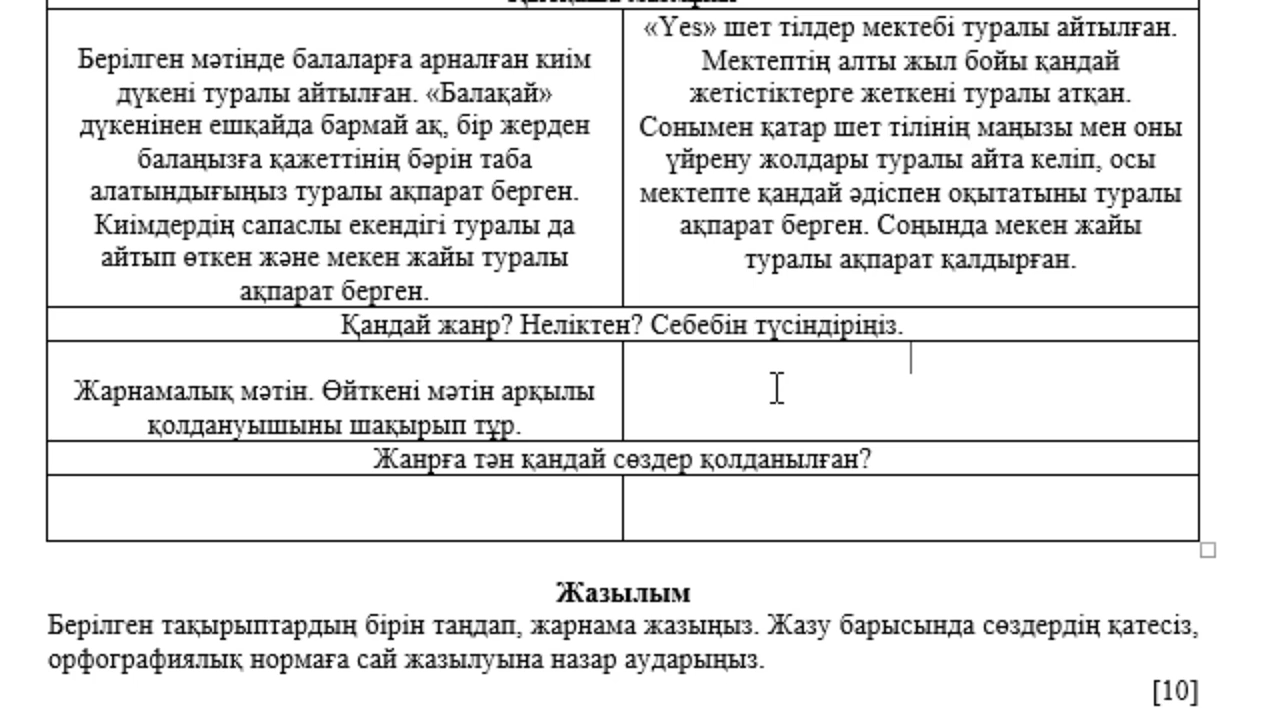 Берілген мәтінде балаларға арналған киім
дүкені туралы айтылған. «Балақай»
дүкенінен ешқайда бармай ақ, бір жерден
балаңызға қажеттінің бәрін таба
алатындығыңыз туралы ақпарат берген.
Киімдердің сапаслы екендігі туралы да
айтып өткен және мекен жайы туралы
ақпарат берген.
«Yes» шет тілдер мектебі туралы айтылған.
Мектептің алты жыл бойы қандай
жетістіктерге жеткені туралы атқан.
Сонымен қатар шет тілінің маңызы мен оны
үйрену жолдары туралы айта келіп, осы
мектепте қандай әдіспен оқытатыны туралы
ақпарат берген. Соңында мекен жайы
туралы ақпарат қалдырған.
Қандай жанр? Неліктен? Себебін түсіндіріңіз.
Жарнамалық мәтін. Өйткені мәтін арқылы
қолдануышыны шақырып тұр.
Жанрға тән қандай сөздер қолданылған?
Жазылым
Берілген тақырыптардың бірін таңдап, жарнама жазыңыз. Жазу барысында сөздердің қатесіз,
орфографиялық нормаға сай жазылуына назар аударыңыз.
[10]